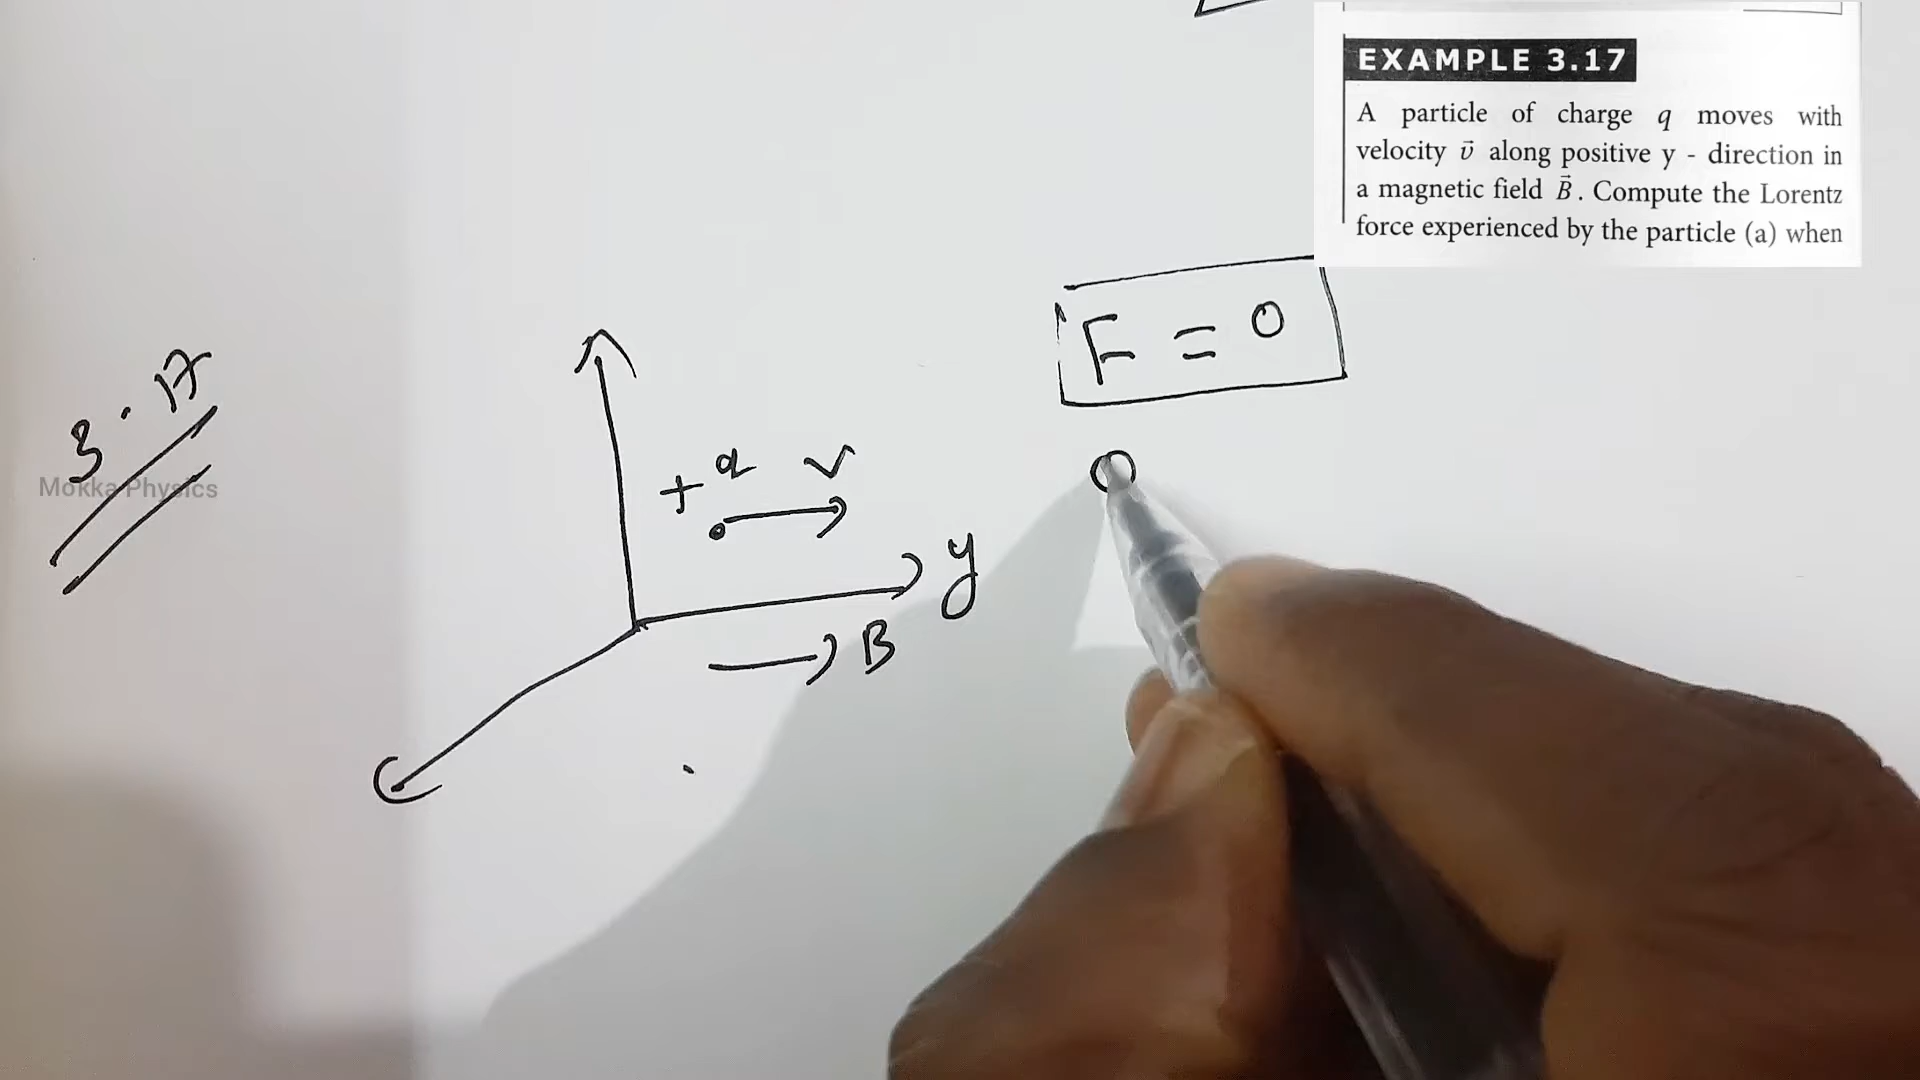 EXAMPLE 3.17
A particle of charge q moves with
velocity v⃗ along positive y - direction in
a magnetic field B⃗. Compute the Lorentz
force experienced by the particle (a) when
F = 0
3.17
+q v
y
B
Mokka Physics